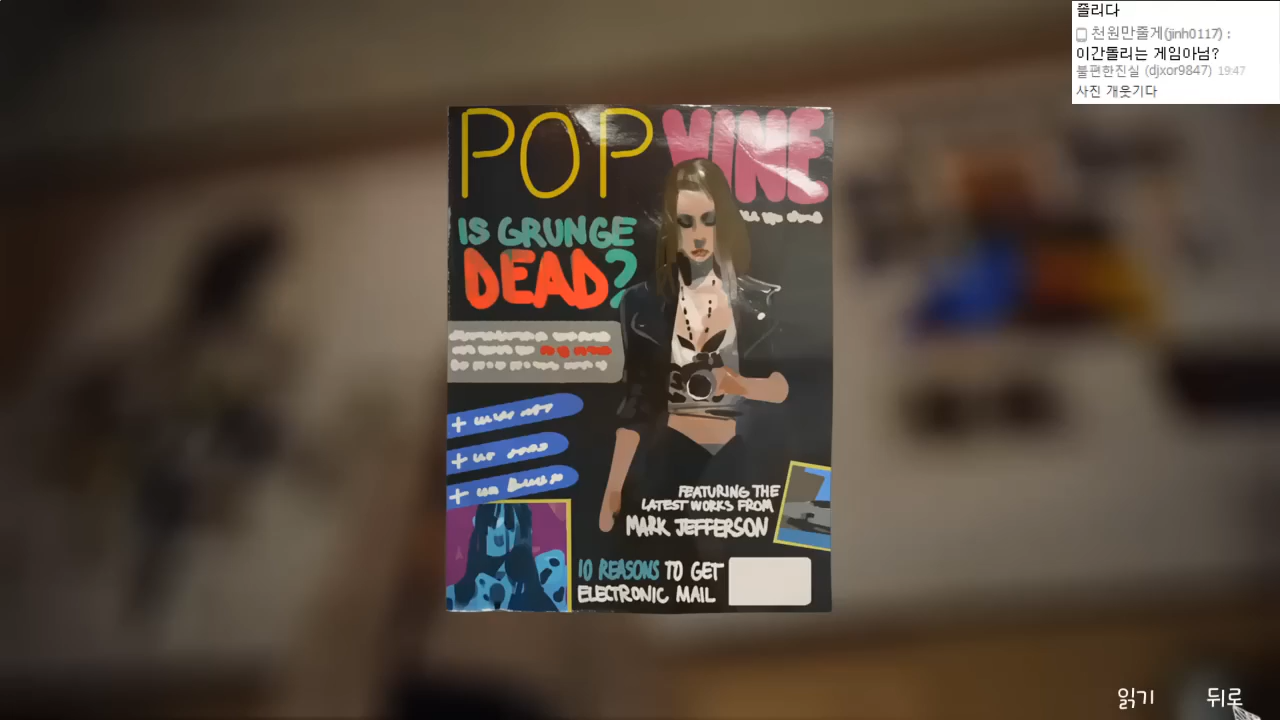 쫄리다
천원만줄게(jinh0117) :
이간돌리는 게임아님?
불편한진실 (djxor9847) 19:47
사진 개웃기다
POP VINE
IS GRUNGE
DEAD?
FEATURING THE
LATEST WORKS FROM
MARK JEFFERSON
10 REASONS TO GET
ELECTRONIC MAIL
읽기 뒤로